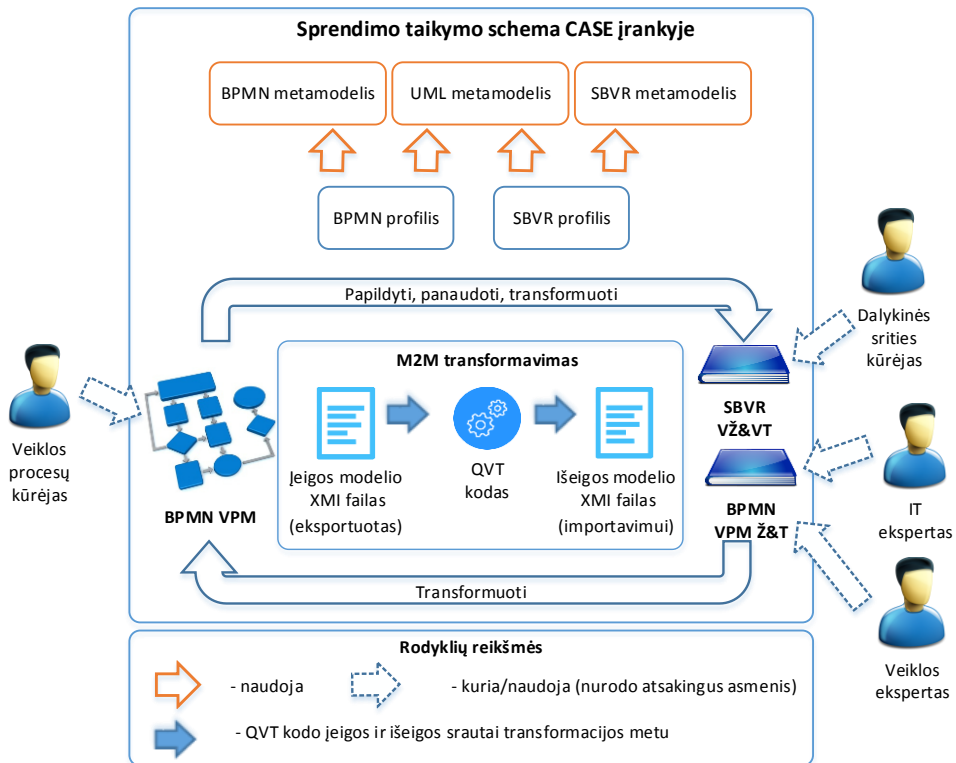 Sprendimo taikymo schema CASE įrankyje
BPMN metamodelis
UML metamodelis
SBVR metamodelis
BPMN profilis
SBVR profilis
Papildyti, panaudoti, transformuoti
M2M transformavimas
Įeigos modelio
XMI failas
(eksportuotas)
QVT
kodas
Išeigos modelio
XMI failas
(importavimui)
Veiklos
procesų
kūrėjas
BPMN VPM
SBVR
VŽ&VT
BPMN
VPM Ž&T
Dalykinės
srities
kūrėjas
IT
ekspertas
Veiklos
ekspertas
Transformuoti
Rodyklių reikšmės
- naudoja
- kuria/naudoja (nurodo atsakingus asmenis)
- QVT kodo įeigos ir išeigos srautai transformacijos metu